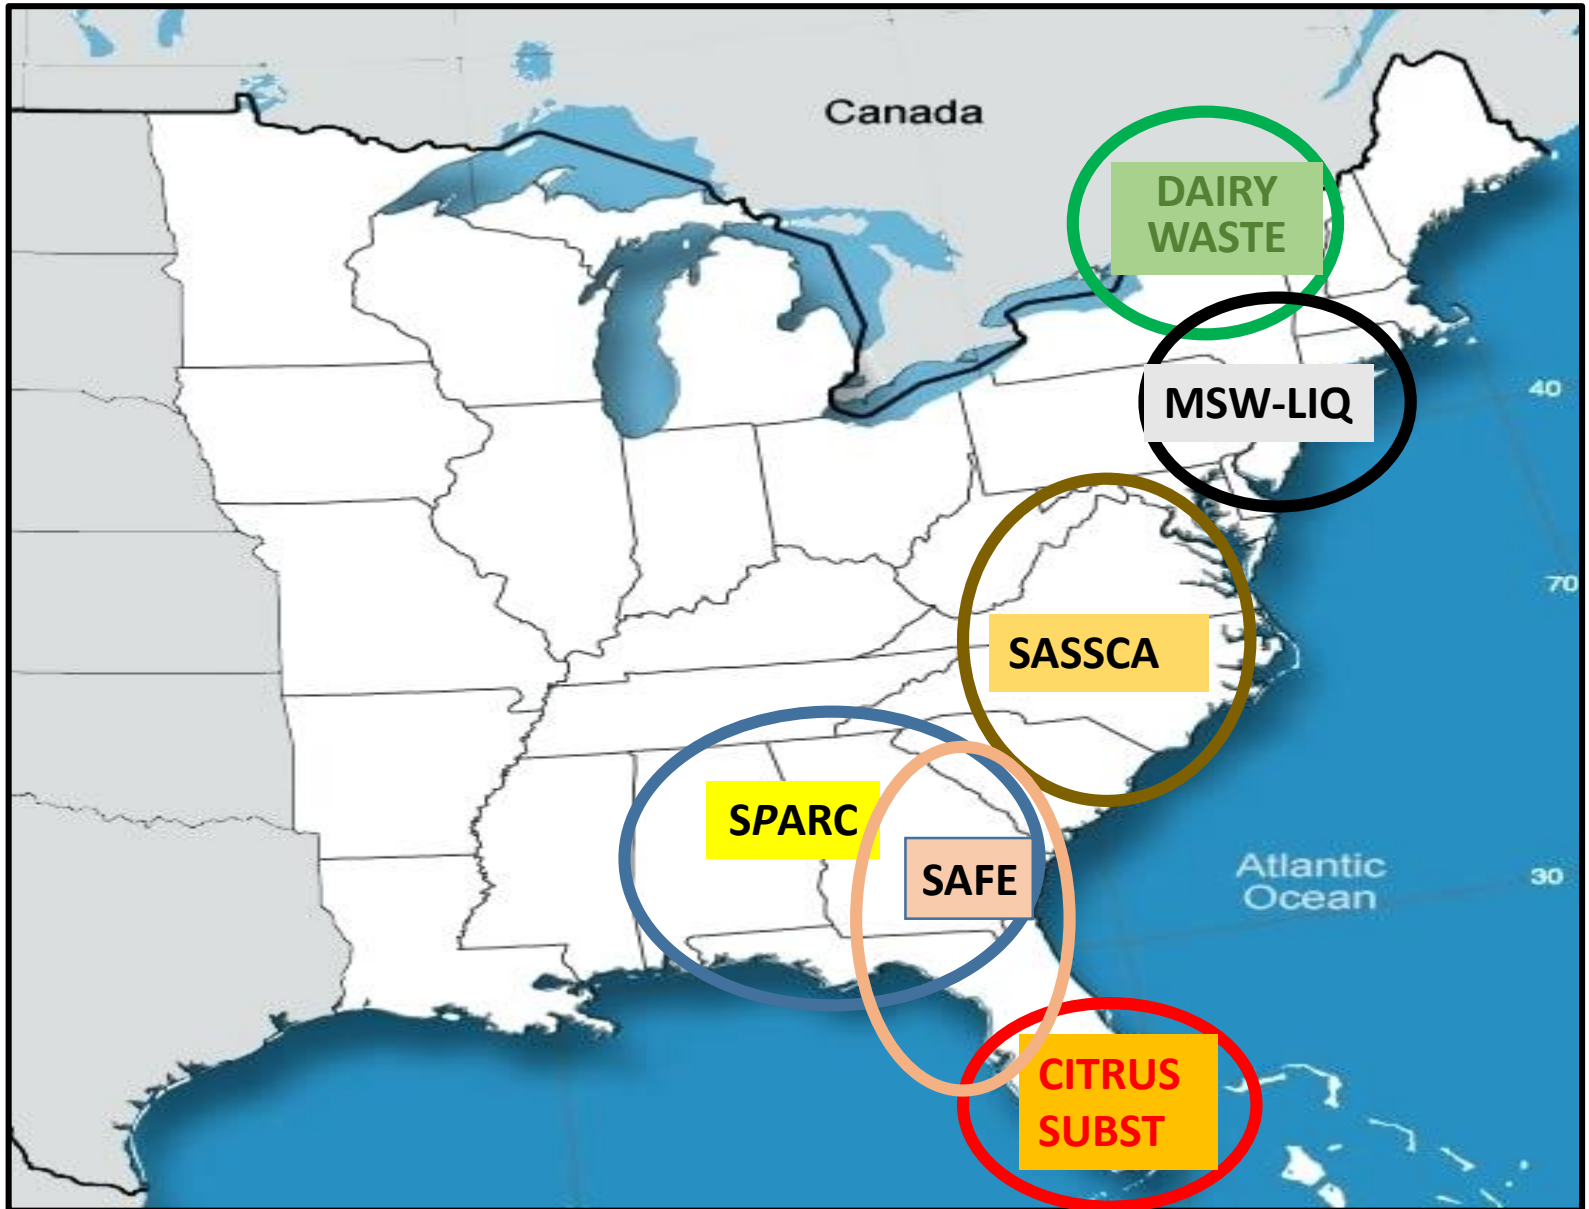 Canada
DAIRY
WASTE
MSW-LIQ
40
70
SASSCA
SPARC
SAFE
Atlantic
Ocean
30
CITRUS
SUBST